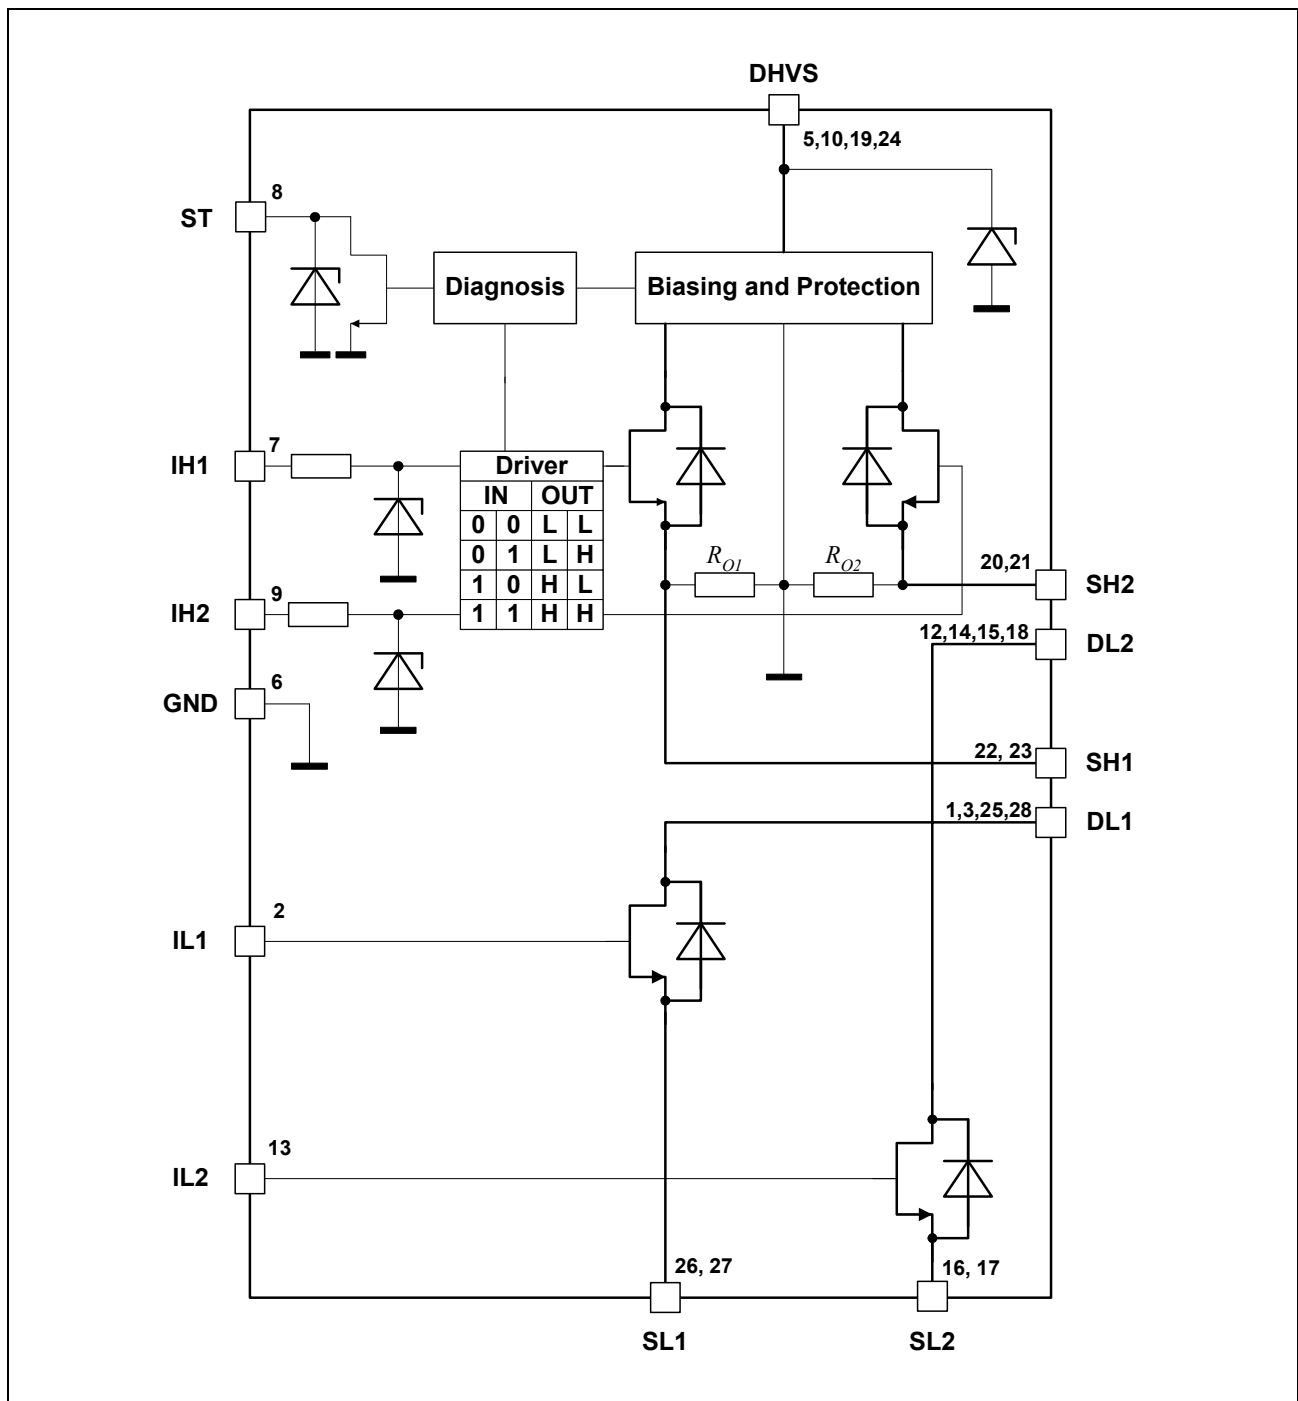 DHVS
5,10,19,24
8
ST
Diagnosis
Biasing and Protection
7
IH1
Driver
IN OUT
0 0 L L
0 1 L H
1 0 H L
1 1 H H
R_O1
R_O2
20,21
SH2
9
IH2
12,14,15,18
DL2
6
GND
22, 23
SH1
1,3,25,28
DL1
2
IL1
13
IL2
26, 27
16, 17
SL1
SL2